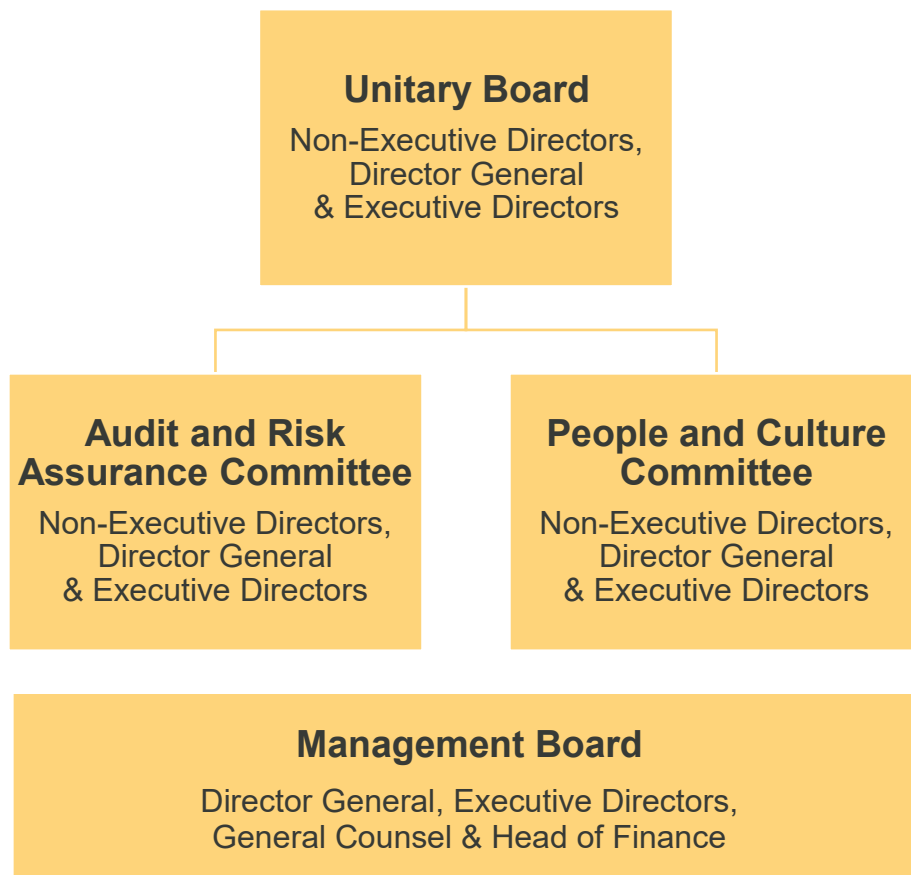 Unitary Board
Non-Executive Directors,
Director General
& Executive Directors
Audit and Risk
Assurance Committee
Non-Executive Directors,
Director General
& Executive Directors
People and Culture
Committee
Non-Executive Directors,
Director General
& Executive Directors
Management Board
Director General, Executive Directors,
General Counsel & Head of Finance